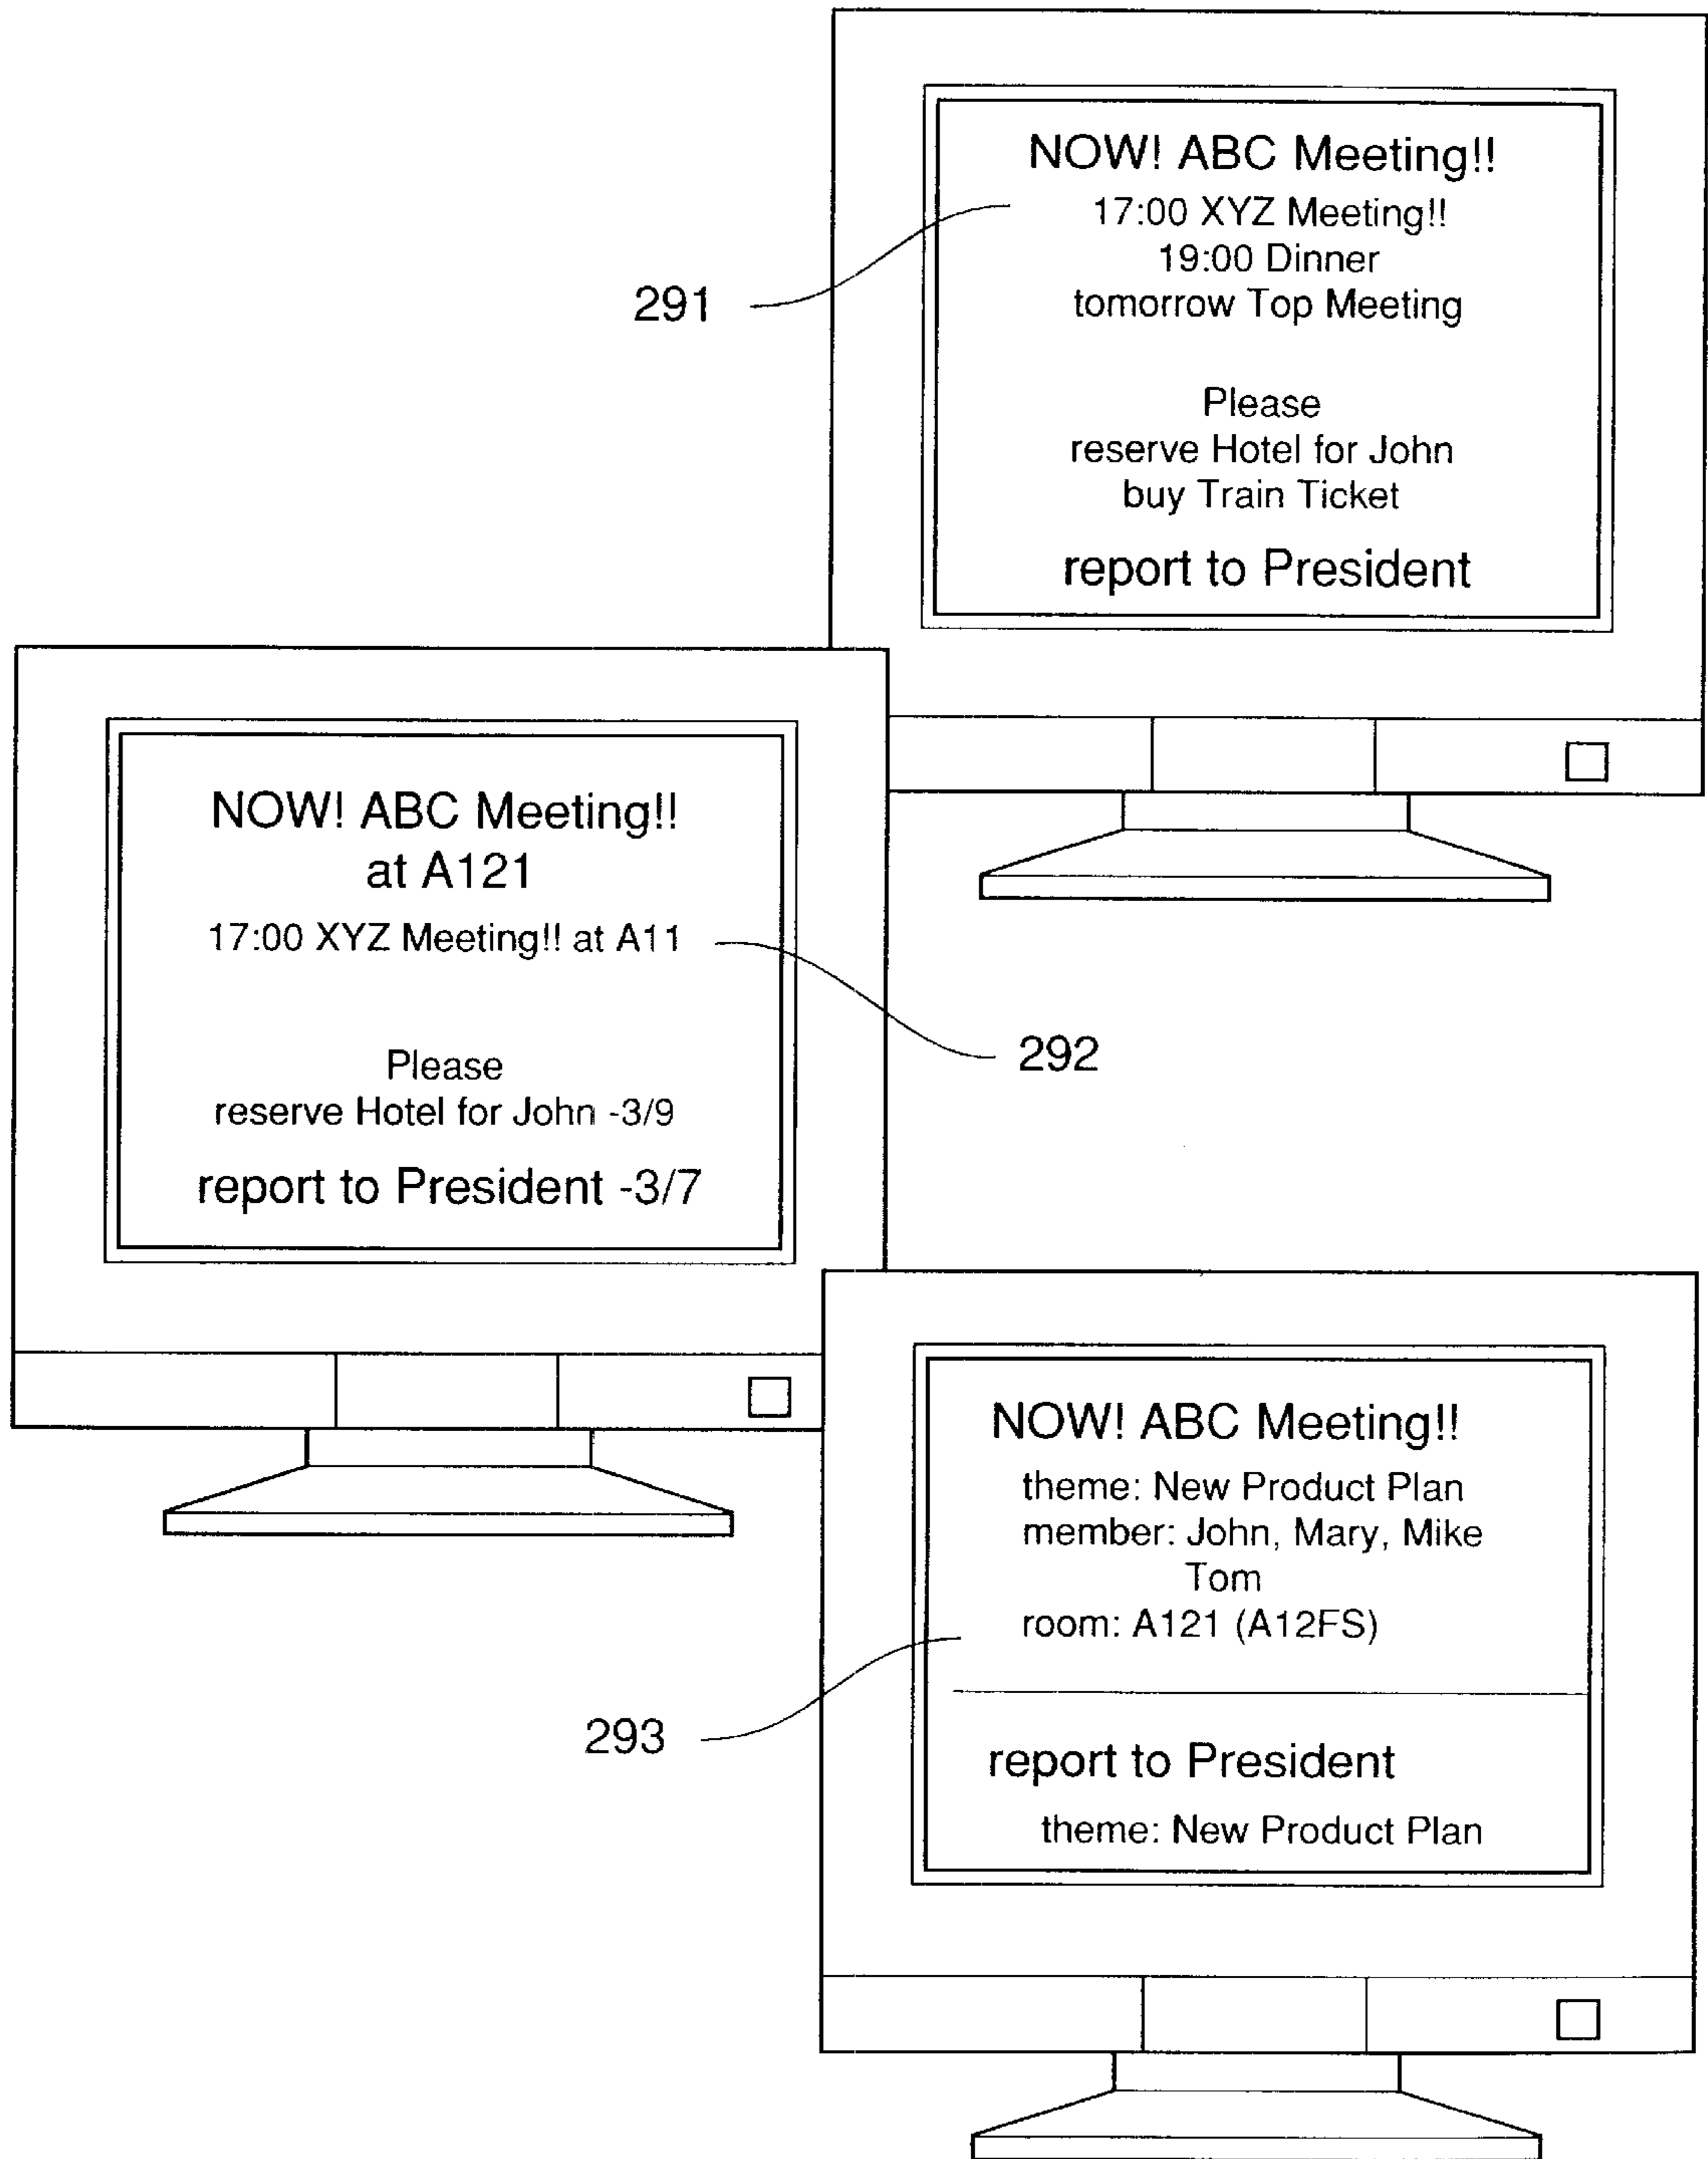 NOW! ABC Meeting!!
17:00 XYZ Meeting!!
19:00 Dinner
tomorrow Top Meeting
Please
reserve Hotel for John
buy Train Ticket
report to President
291
NOW! ABC Meeting!!
at A121
17:00 XYZ Meeting!! at A11
Please
reserve Hotel for John -3/9
report to President -3/7
292
NOW! ABC Meeting!!
theme: New Product Plan
member: John, Mary, Mike
Tom
room: A121 (A12FS)
report to President
theme: New Product Plan
293